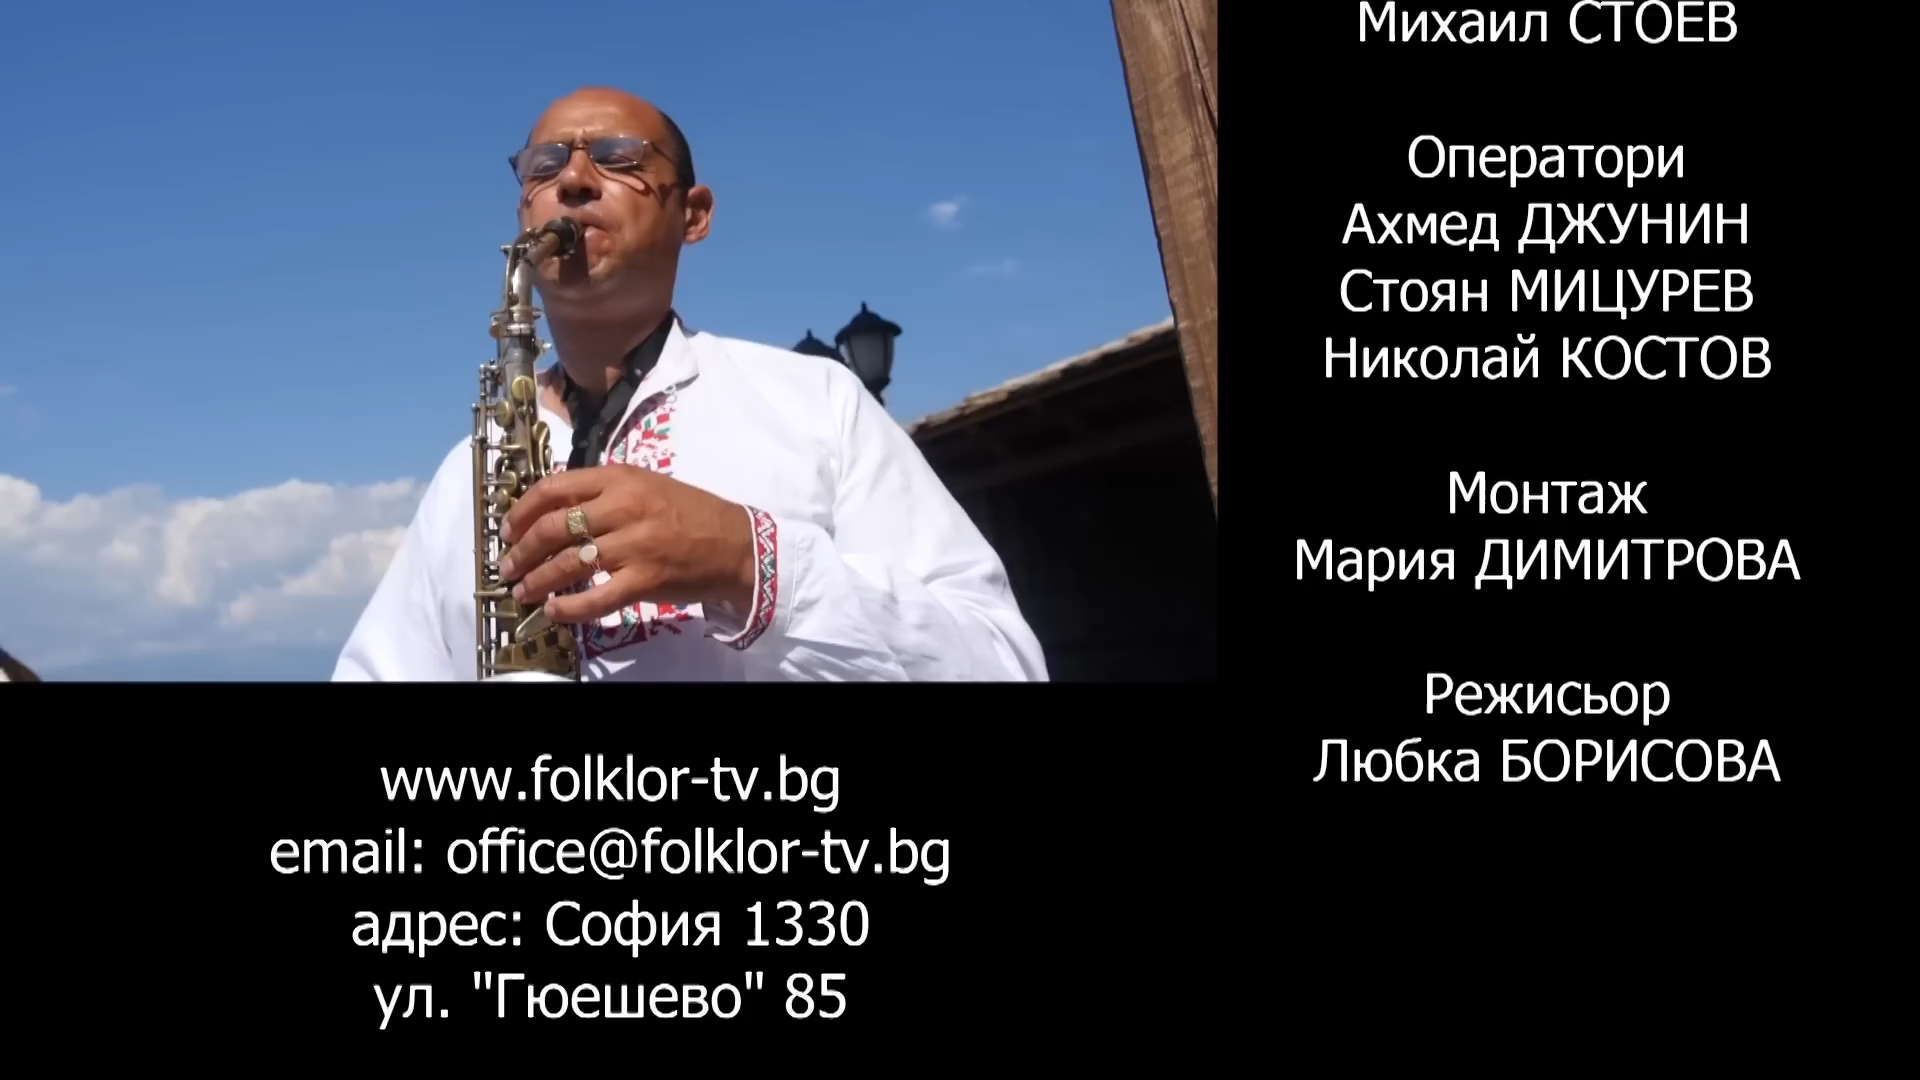 Михаил СТОЕВ
Оператори
Ахмед ДЖУНИН
Стоян МИЦУРЕВ
Николай КОСТОВ
Монтаж
Мария ДИМИТРОВА
Режисьор
Любка БОРИСОВА
www.folklor-tv.bg
email: office@folklor-tv.bg
адрес: София 1330
ул. "Гюешево" 85